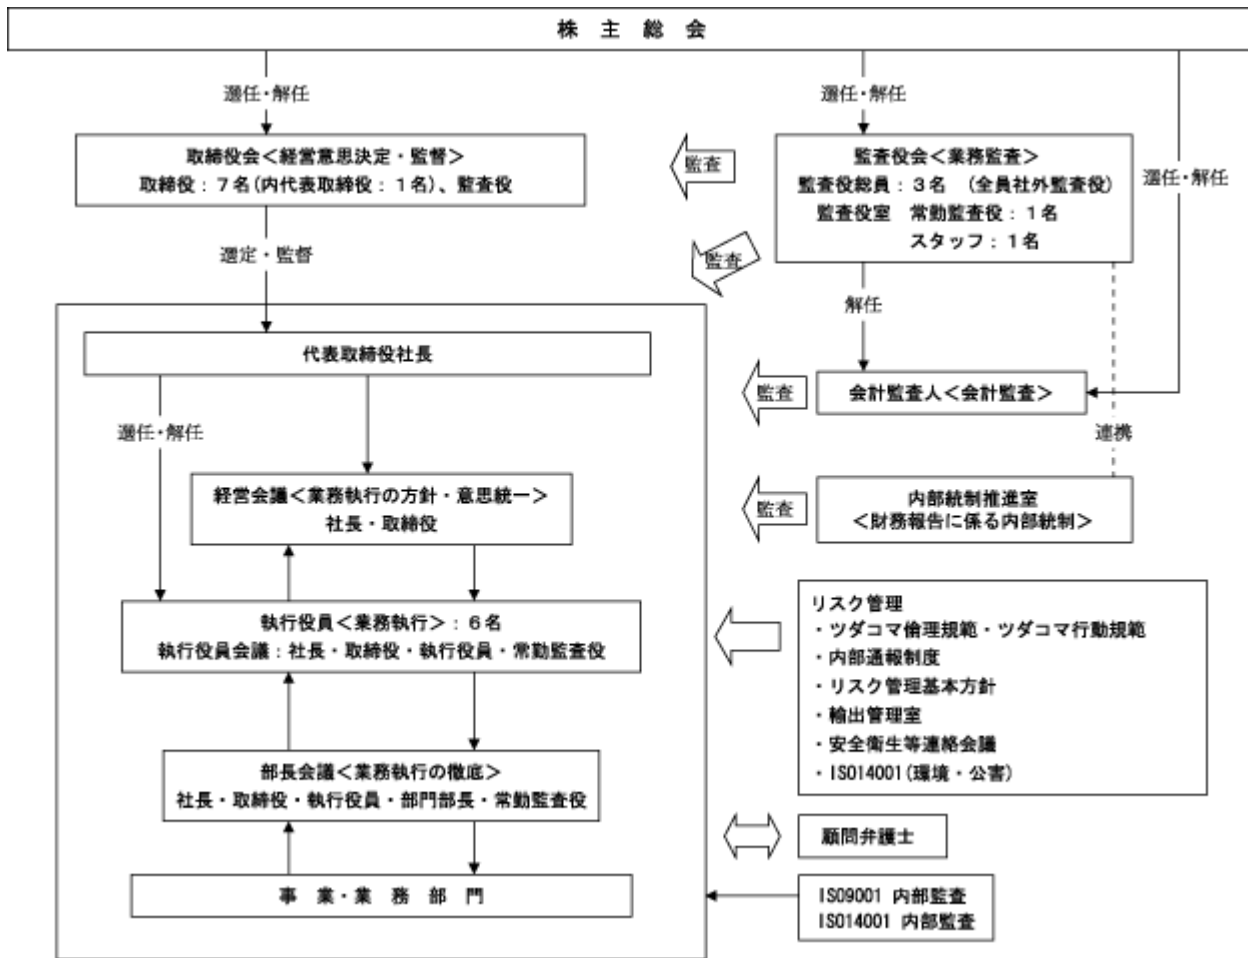 株主総会
選任・解任
選任・解任
選任・解任
取締役会＜経営意思決定・監督＞
取締役：７名(内代表取締役：１名)、監査役
監査
監査役会＜業務監査＞
監査役総員：３名 (全員社外監査役)
監査役室 常勤監査役：１名
スタッフ：１名
選定・監督
監査
解任
代表取締役社長
監査
会計監査人＜会計監査＞
選任・解任
連携
経営会議＜業務執行の方針・意思統一＞
社長・取締役
監査
内部統制推進室
＜財務報告に係る内部統制＞
執行役員＜業務執行＞：６名
執行役員会議：社長・取締役・執行役員・常勤監査役
リスク管理
・ツダコマ倫理規範・ツダコマ行動規範
・内部通報制度
・リスク管理基本方針
・輸出管理室
・安全衛生等連絡会議
・ISO14001(環境・公害)
部長会議＜業務執行の徹底＞
社長・取締役・執行役員・部門部長・常勤監査役
顧問弁護士
事業・業務部門
ISO9001 内部監査
ISO14001 内部監査